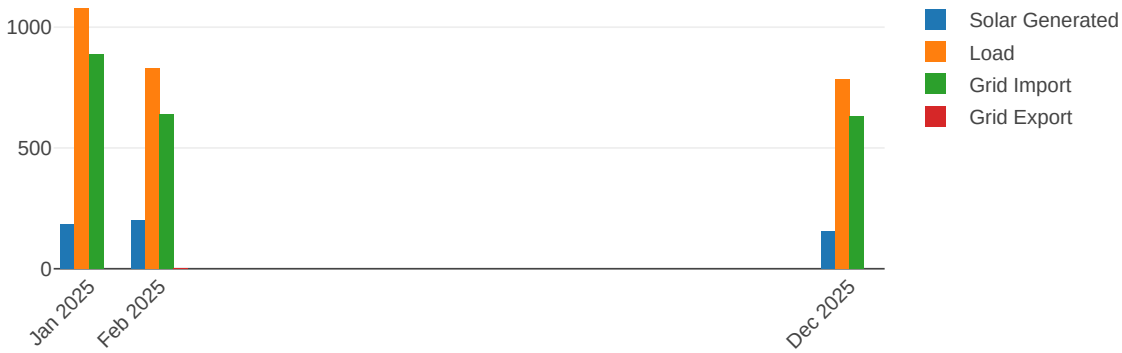 1000
500
0
Jan 2025
Feb 2025
Dec 2025
Solar Generated
Load
Grid Import
Grid Export